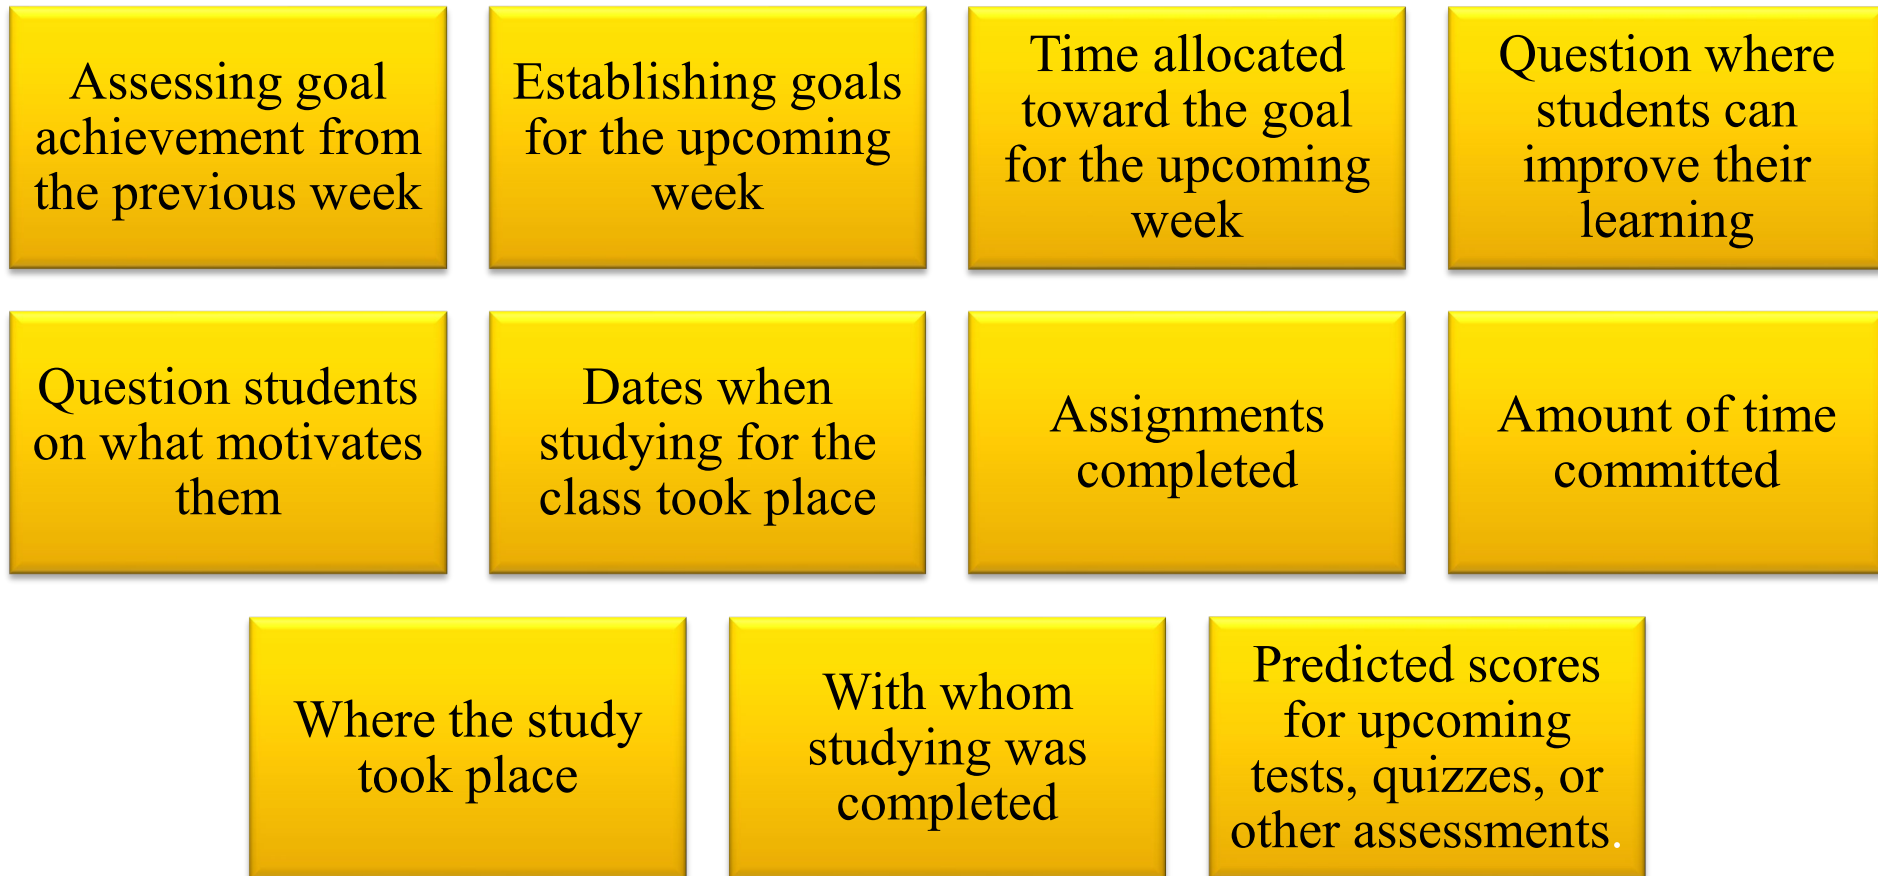 Assessing goal
achievement from
the previous week
Establishing goals
for the upcoming
week
Time allocated
toward the goal
for the upcoming
week
Question where
students can
improve their
learning
Question students
on what motivates
them
Dates when
studying for the
class took place
Assignments
completed
Amount of time
committed
Where the study
took place
With whom
studying was
completed
Predicted scores
for upcoming
tests, quizzes, or
other assessments.